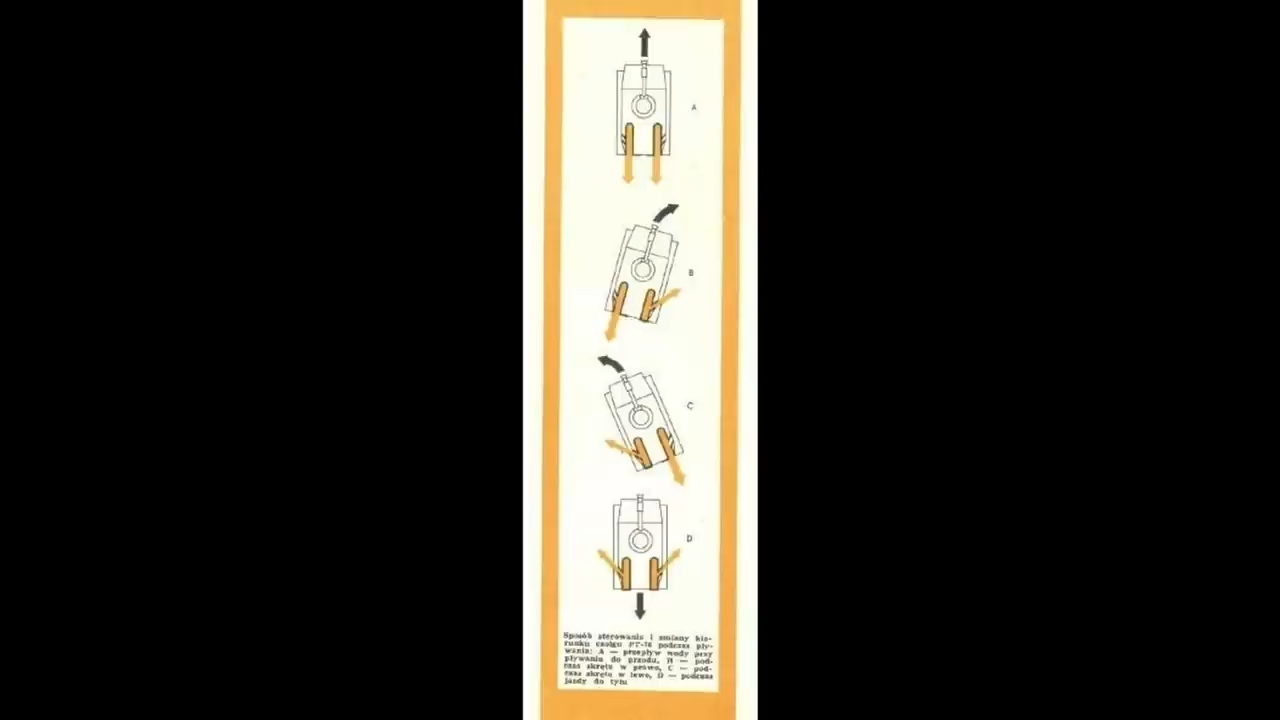 A
B
C
D
Sposób sterowania i zmiany kie-
runku czołgu PT-76 podczas pły-
wania: A — przepływ wody przy
pływaniu do przodu, B — pod-
czas skrętu w prawo, C — pod-
czas skrętu w lewo, D — podczas
jazdy do tyłu